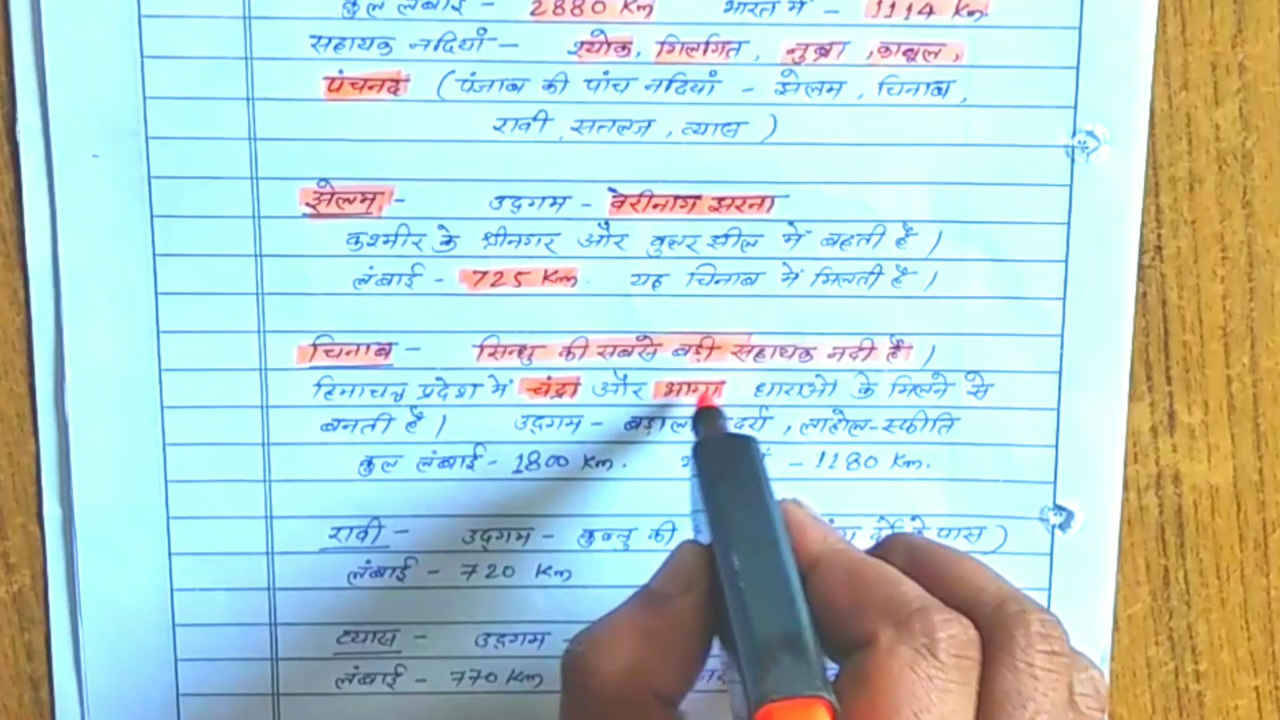 कुल लंबाई - 2880 Km भारत में - 1114 Km.
सहायक नदियाँ - श्योक, गिलगित, नुब्रा, काबूल,
पंचनद (पंजाब की पांच नदियाँ - झेलम, चिनाब,
रावी, सतलज, व्यास)
झेलम - उद्गम - वेरीनाग झरना
कश्मीर के श्रीनगर और वुलर झील में बहती है।
लंबाई - 725 Km. यह चिनाब में मिलती है।
चिनाब - सिन्धु की सबसे बड़ी सहायक नदी है।
हिमाचल प्रदेश में चंद्रा और भागा धाराओ के मिलने से
बनती है। उद्गम - दर्रा, लाहोल-स्फीति
कुल लंबाई - 1800 Km. - 1180 Km.
रावी - उद्गम - कुल्लु की के पास)
लंबाई - 720 Km
व्यास - उद्गम -
लंबाई - 770 Km